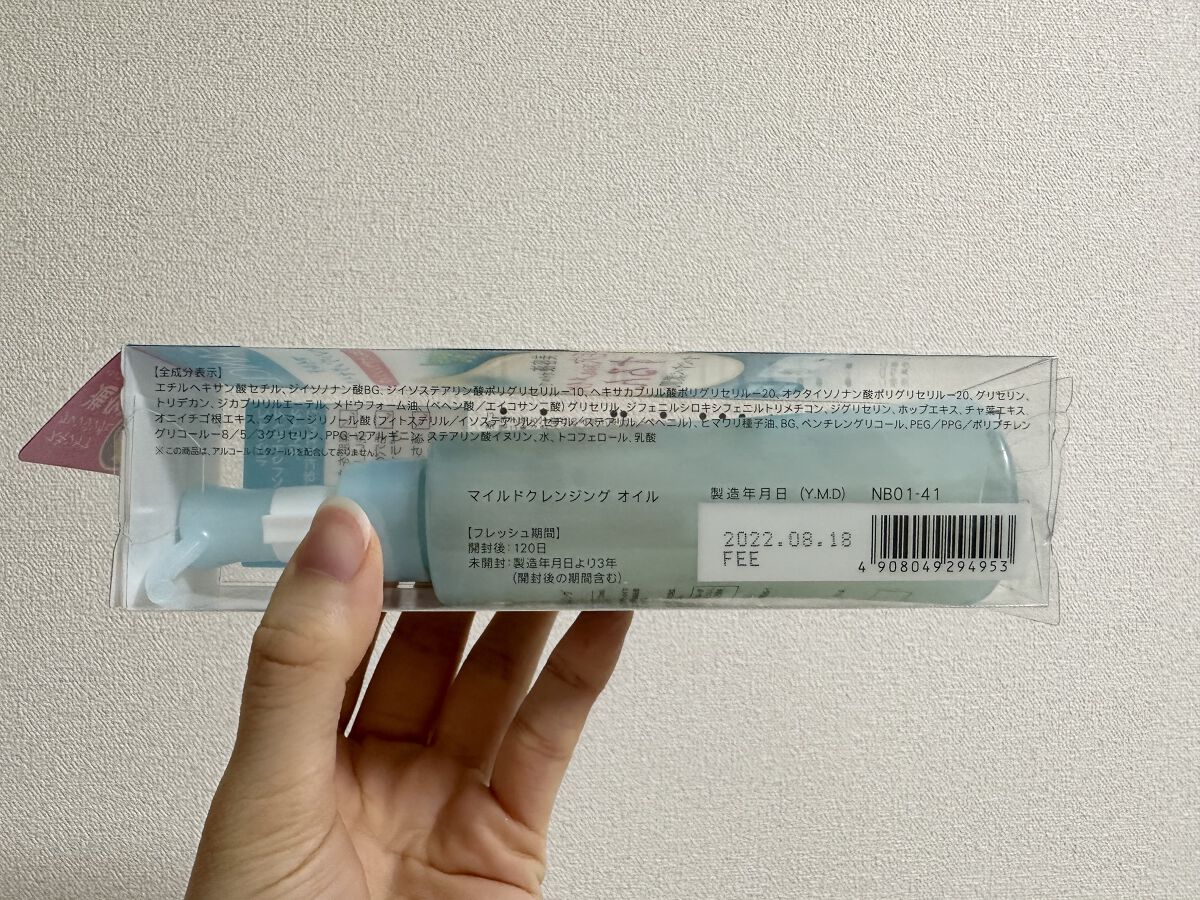 【全成分表示】
エチルヘキサン酸セチル、ジイソノナン酸BG、ジイソステアリン酸ポリグリセリル－10、ヘキサカプリル酸ポリグリセリル－20、オクタイソノナン酸ポリグリセリル－20、グリセリン、
トリデカン、ジカプリリルエーテル、メドウフォーム油、(ベヘン酸／エイコサン二酸)グリセリル、ジフェニルシロキシフェニルトリメチコン、ジグリセリン、ホップエキス、チャ葉エキス
オニイチゴ根エキス、ダイマージリノール酸(フィトステリル／イソステアリル／セチル／ステアリル／ベヘニル)、ヒマワリ種子油、BG、ペンチレングリコール、PEG／PPG／ポリブチレン
グリコール－8／5／3グリセリン、PPG－2アルギニン、ステアリン酸イヌリン、水、トコフェロール、乳酸
※この商品は、アルコール(エタノール)を配合しておりません。
マイルドクレンジング オイル
製造年月日 (Y.M.D) NB01-41
【フレッシュ期間】
開封後：120日
未開封：製造年月日より3年
(開封後の期間含む)
2022.08.18
FEE
4 908049 294953